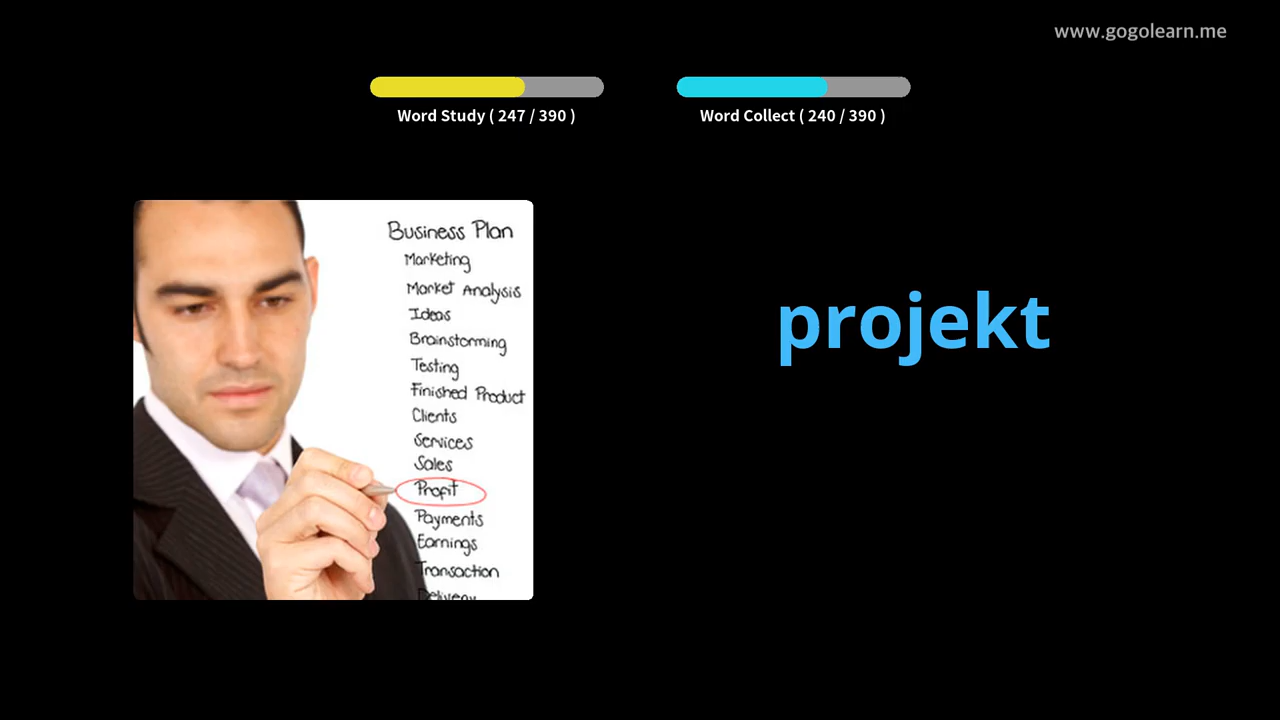 www.gogolearn.me
Word Study ( 247 / 390 )
Word Collect ( 240 / 390 )
Business Plan
Marketing
Market Analysis
Ideas
Brainstorming
Testing
Finished Product
Clients
Services
Sales
Profit
Payments
Earnings
Transaction
Delivery
projekt